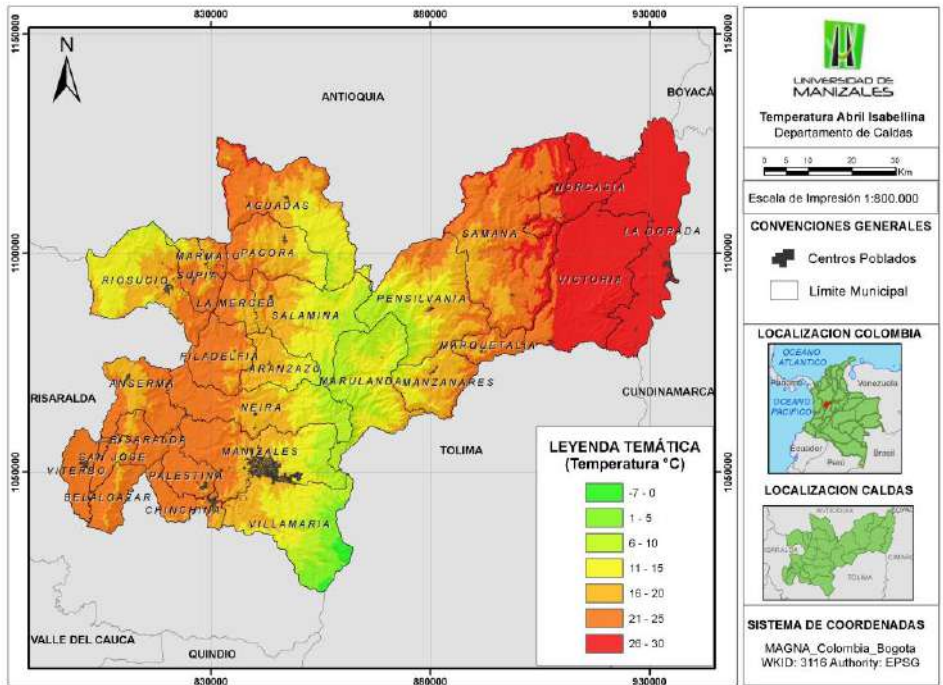 830000
880000
930000
1150000
1100000
1050000
N
ANTIOQUIA
BOYACÁ
AGUADAS
NORCASIA
LA DORADA
SAMANA
MARMATO
PACORA
RIOSUCIO
SUPIA
VICTORIA
LA MERCED
PENSILVANIA
SALAMINA
FILADELFIA
MARQUETALIA
ARANZAZO
MARULANDA
MANZANARES
ANSERMA
RISARALDA
NEIRA
CUNDINAMARCA
RISARALDA
MANIZALES
TOLIMA
SAN JOSE
VITERBO
PALESTINA
BELALCAZAR
CHINCHINA
VILLAMARIA
VALLE DEL CAUCA
QUINDIO
830000
880000
930000
LEYENDA TEMÁTICA
(Temperatura °C)
-7 - 0
1 - 5
6 - 10
11 - 15
16 - 20
21 - 25
26 - 30
UNIVERSIDAD DE
MANIZALES
Temperatura Abril Isabellina
Departamento de Caldas
0 5 10 20 30
Km
Escala de Impresión 1:800.000
CONVENCIONES GENERALES
Centros Poblados
Límite Municipal
LOCALIZACION COLOMBIA
OCEANO
ATLANTICO
Panamá
Venezuela
OCEANO
PACIFICO
Ecuador
Perú
Brasil
LOCALIZACION CALDAS
ANTIOQUIA
TOLIMA
SISTEMA DE COORDENADAS
MAGNA_Colombia_Bogota
WKID: 3116 Authority: EPSG